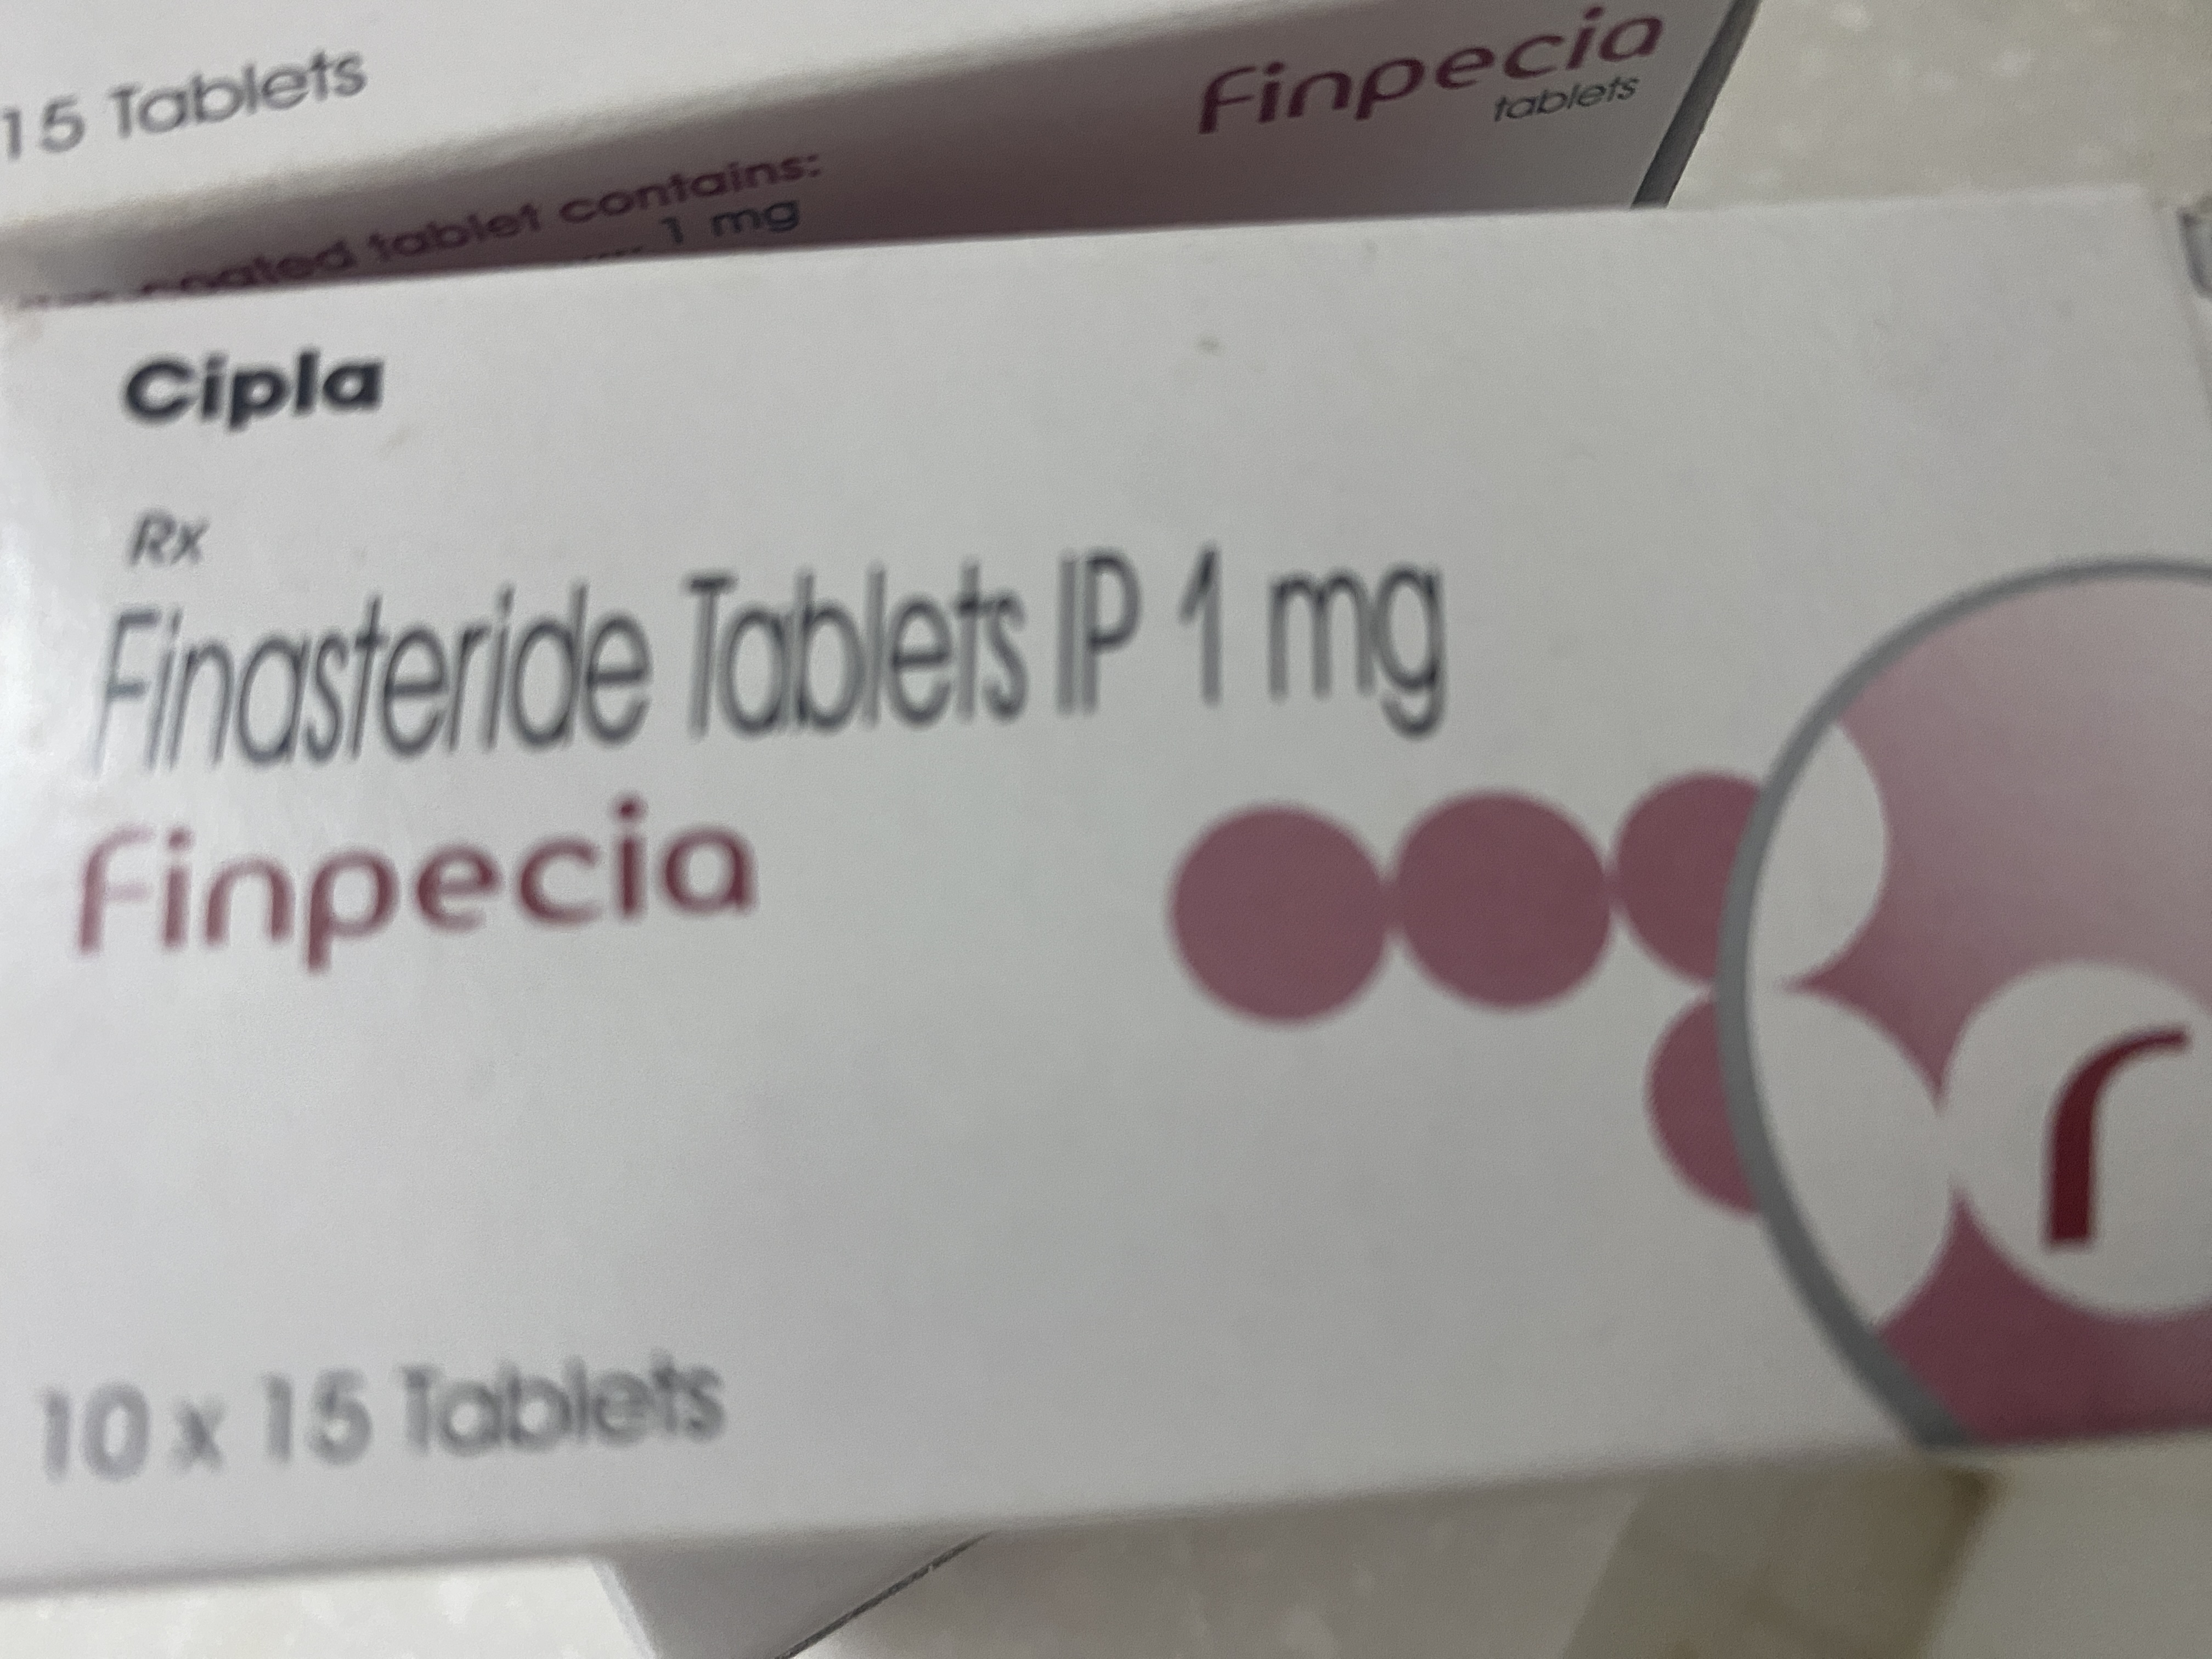 15 Tablets
Finpecia
tablets
coated tablet contains:
1 mg
Cipla
Rx
Finasteride Tablets IP 1 mg
Finpecia
10 x 15 Tablets